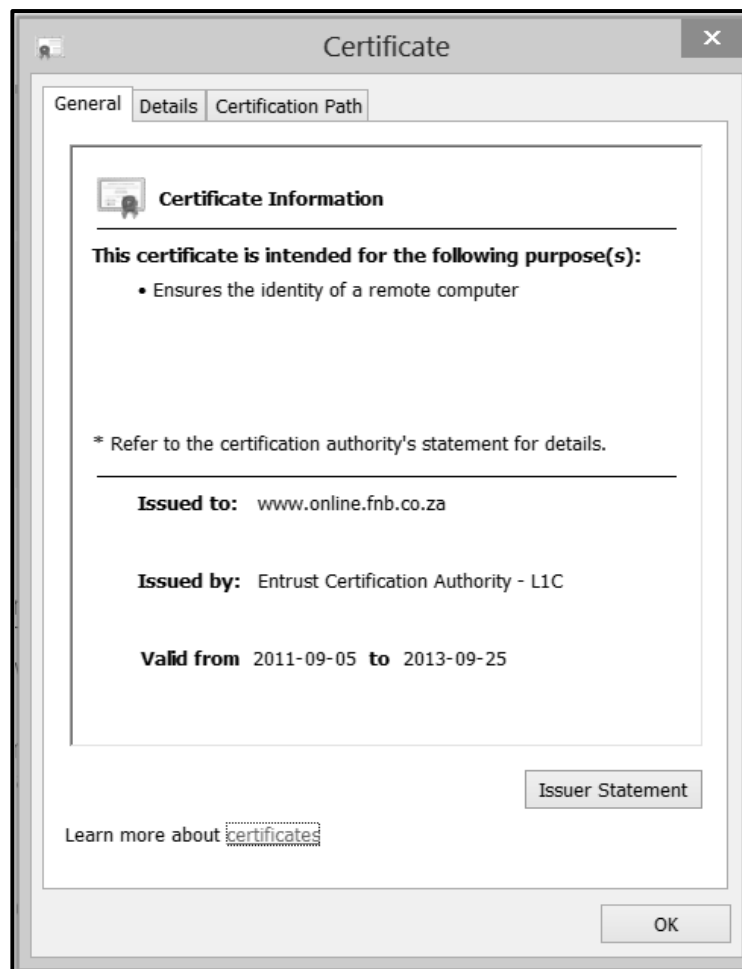 Certificate
General Details Certification Path
Certificate Information
This certificate is intended for the following purpose(s):
• Ensures the identity of a remote computer
* Refer to the certification authority's statement for details.
Issued to: www.online.fnb.co.za
Issued by: Entrust Certification Authority - L1C
Valid from 2011-09-05 to 2013-09-25
Issuer Statement
Learn more about certificates
OK